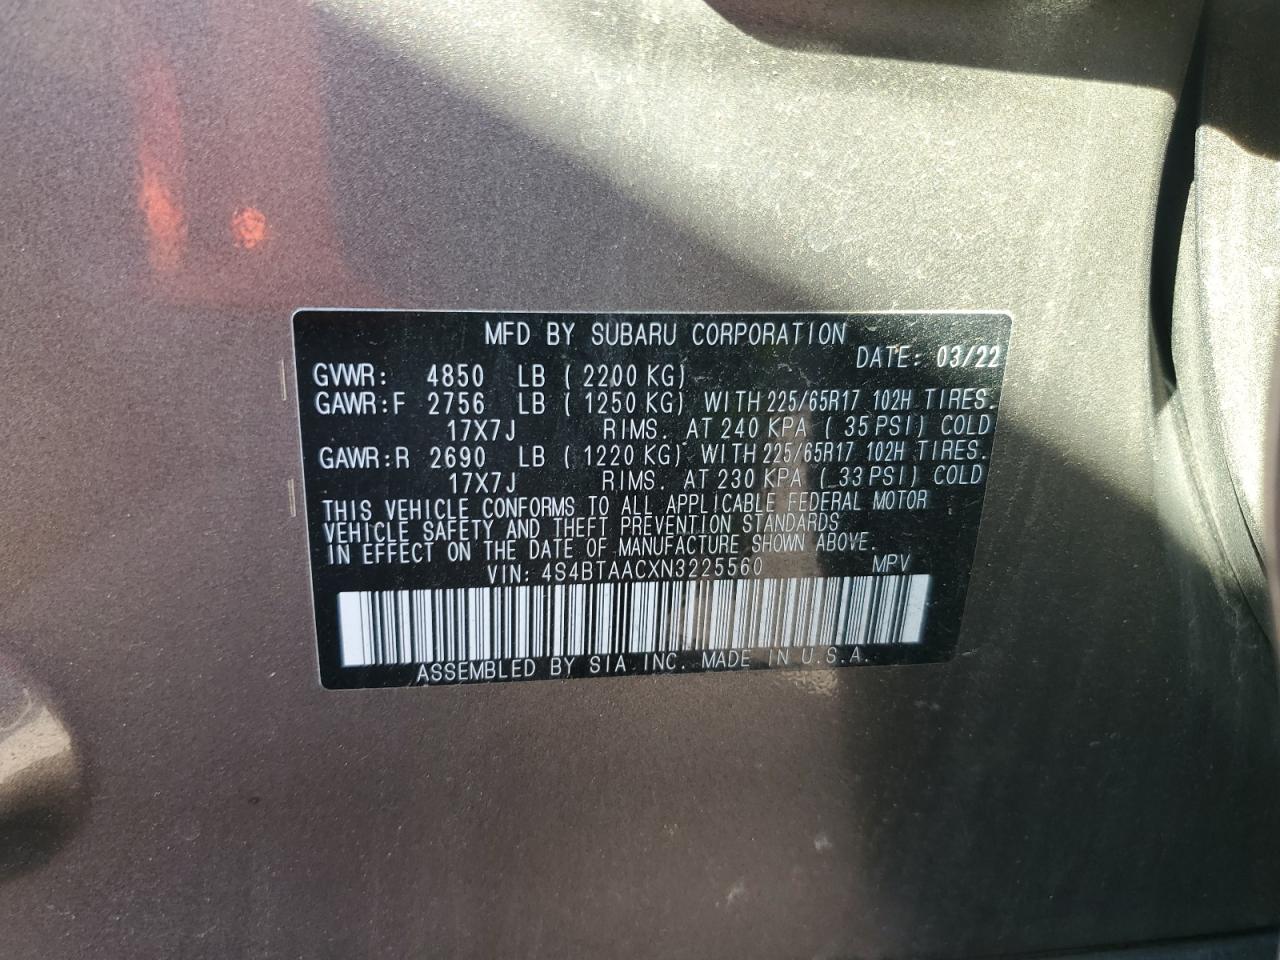 MFD BY SUBARU CORPORATION
DATE: 03/22
GVWR: 4850 LB ( 2200 KG)
GAWR:F 2756 LB ( 1250 KG) WITH 225/65R17 102H TIRES.
17X7J RIMS. AT 240 KPA ( 35 PSI) COLD
GAWR:R 2690 LB ( 1220 KG) WITH 225/65R17 102H TIRES.
17X7J RIMS. AT 230 KPA ( 33 PSI) COLD
THIS VEHICLE CONFORMS TO ALL APPLICABLE FEDERAL MOTOR
VEHICLE SAFETY AND THEFT PREVENTION STANDARDS
IN EFFECT ON THE DATE OF MANUFACTURE SHOWN ABOVE.
VIN: 4S4BTAACXN3225560 MPV
ASSEMBLED BY SIA INC. MADE IN U.S.A.